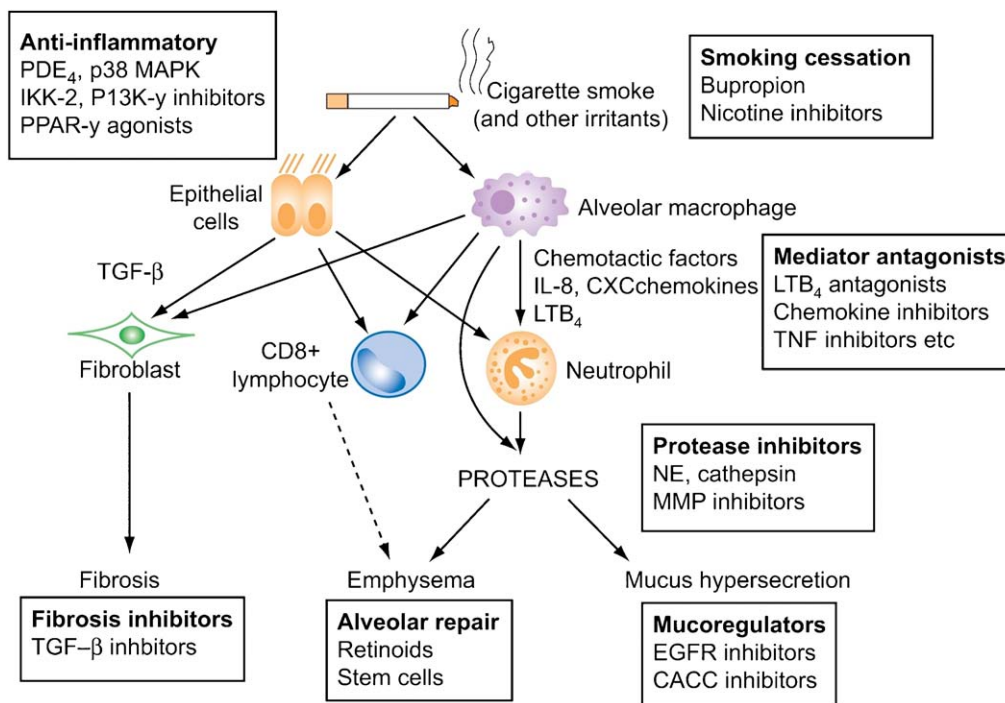 Anti-inflammatory
PDE₄, p38 MAPK
IKK-2, P13K-y inhibitors
PPAR-y agonists
Cigarette smoke
(and other irritants)
Smoking cessation
Bupropion
Nicotine inhibitors
Epithelial
cells
Alveolar macrophage
TGF-β
Chemotactic factors
IL-8, CXCchemokines
LTB₄
Mediator antagonists
LTB₄ antagonists
Chemokine inhibitors
TNF inhibitors etc
Fibroblast
CD8+
lymphocyte
Neutrophil
PROTEASES
Protease inhibitors
NE, cathepsin
MMP inhibitors
Fibrosis
Fibrosis inhibitors
TGF–β inhbitors
Emphysema
Alveolar repair
Retinoids
Stem cells
Mucus hypersecretion
Mucoregulators
EGFR inhibitors
CACC inhibitors